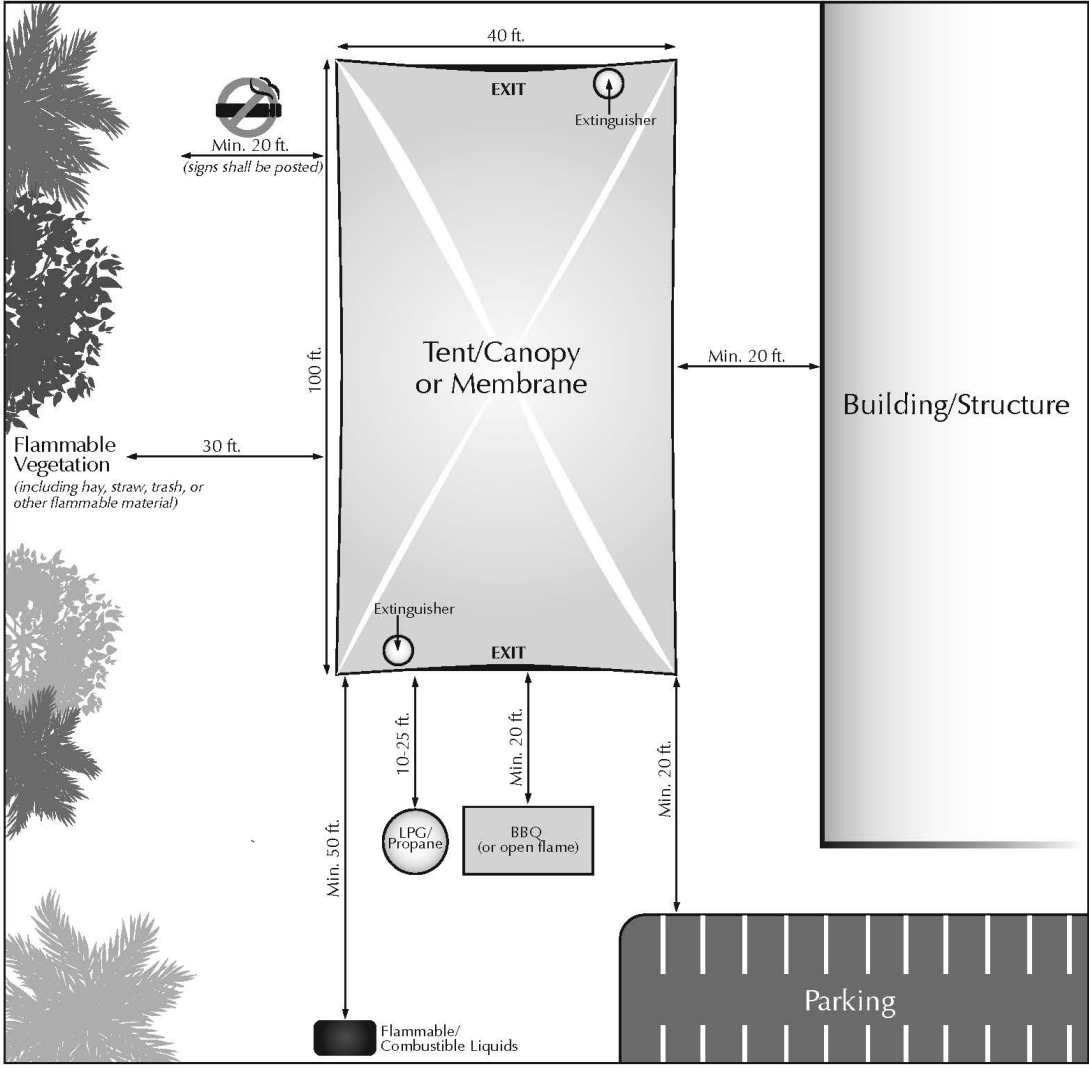 40 ft.
EXIT
Extinguisher
Min. 20 ft.
(signs shall be posted)
100 ft.
Tent/Canopy
or Membrane
Min. 20 ft.
Building/Structure
Flammable
Vegetation
30 ft.
(including hay, straw, trash, or
other flammable material)
Extinguisher
EXIT
Min. 50 ft.
10-25 ft.
Min. 20 ft.
Min. 20 ft.
LPG/
Propane
BBQ
(or open flame)
Parking
Flammable/
Combustible Liquids